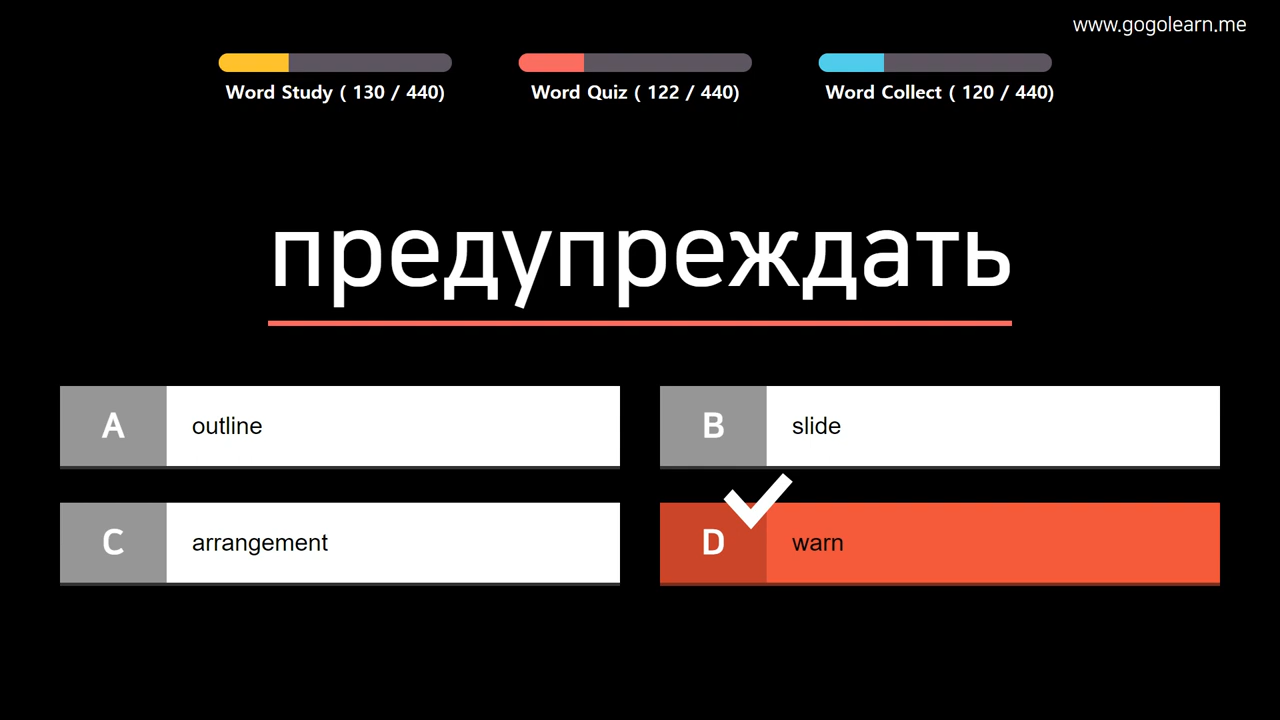 www.gogolearn.me
Word Study ( 130 / 440)
Word Quiz ( 122 / 440)
Word Collect ( 120 / 440)
предупреждать
A outline
B slide
C arrangement
D warn